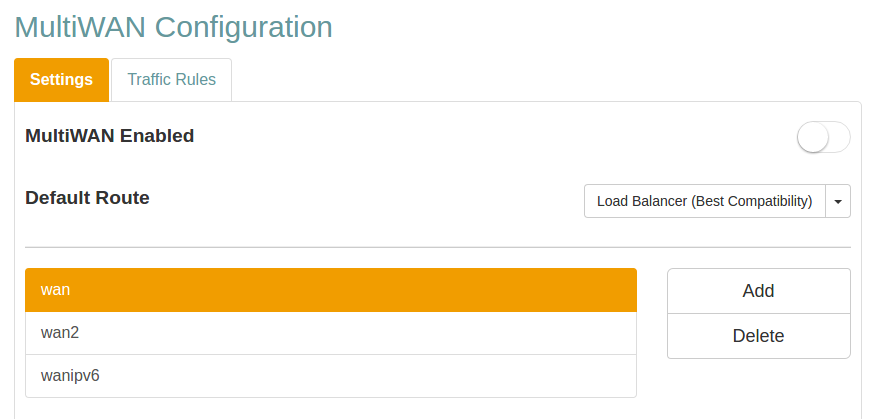 MultiWAN Configuration
Settings
Traffic Rules
MultiWAN Enabled
Default Route
Load Balancer (Best Compatibility)
wan
wan2
wanipv6
Add
Delete